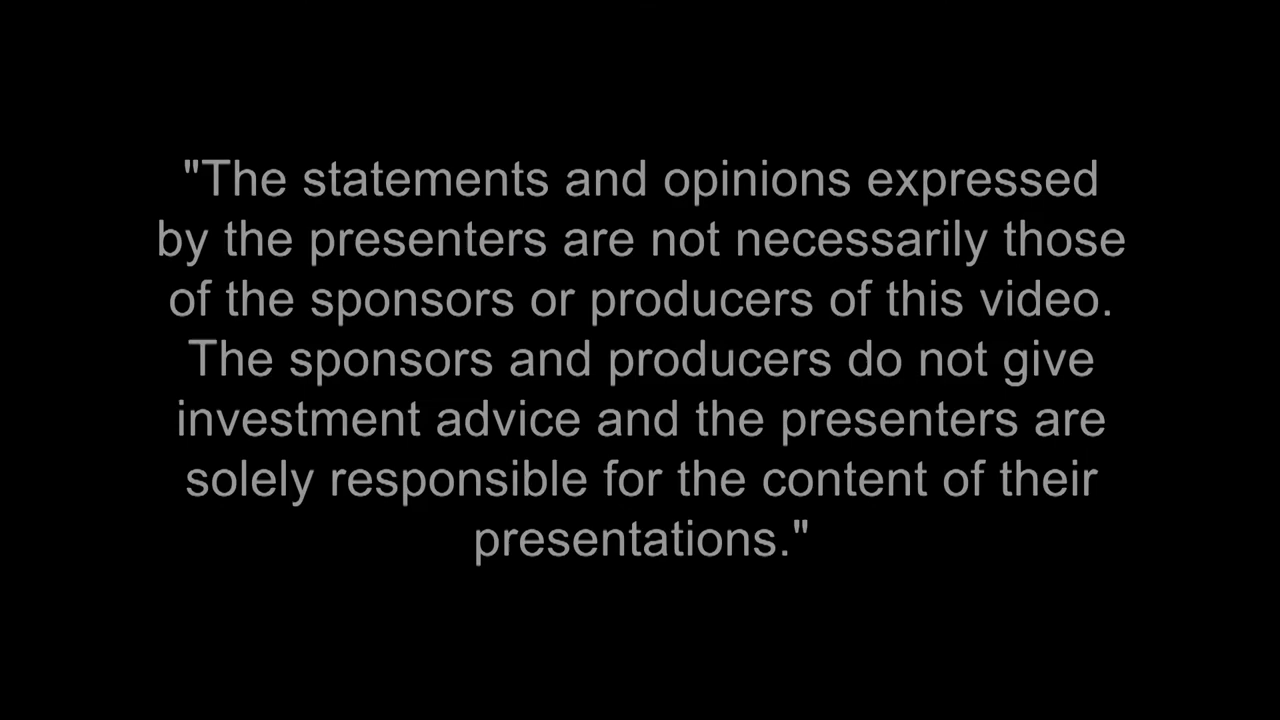 "The statements and opinions expressed
by the presenters are not necessarily those
of the sponsors or producers of this video.
The sponsors and producers do not give
investment advice and the presenters are
solely responsible for the content of their
presentations."